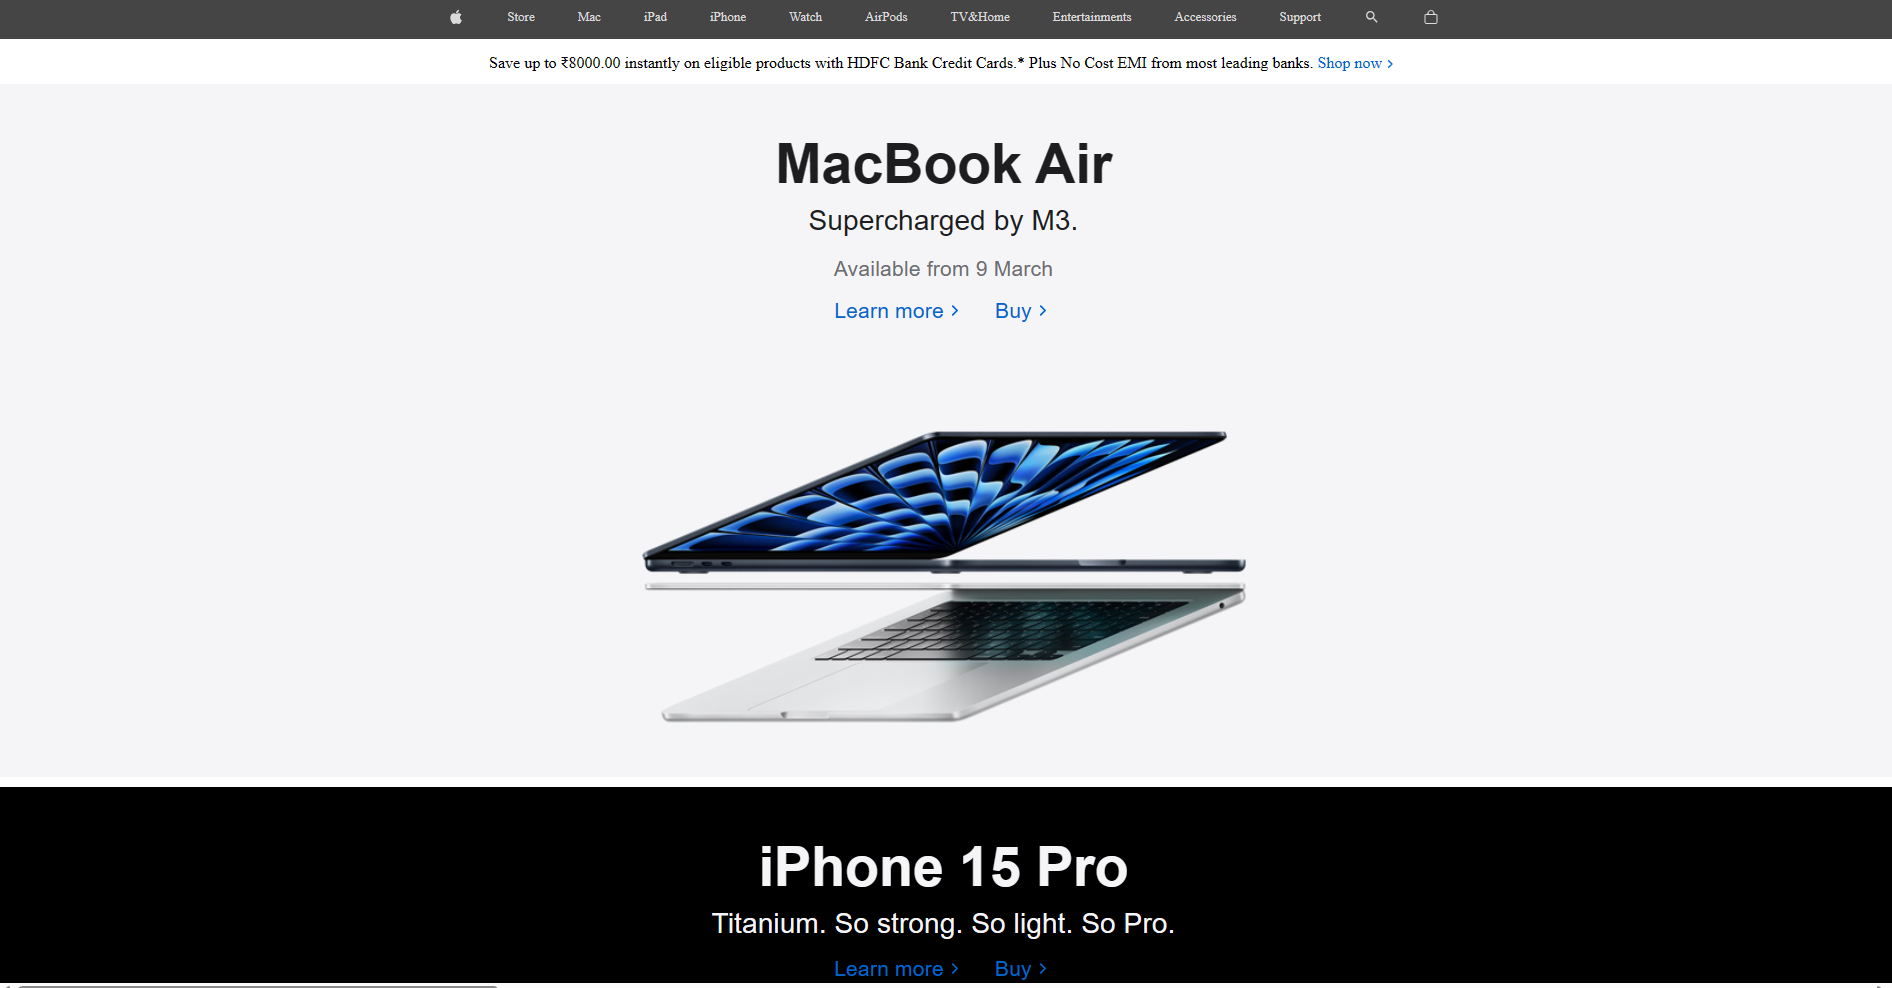 Store Mac iPad iPhone Watch AirPods TV&Home Entertainments Accessories Support
Save up to ₹8000.00 instantly on eligible products with HDFC Bank Credit Cards.* Plus No Cost EMI from most leading banks. Shop now >
MacBook Air
Supercharged by M3.
Available from 9 March
Learn more > Buy >
iPhone 15 Pro
Titanium. So strong. So light. So Pro.
Learn more > Buy >